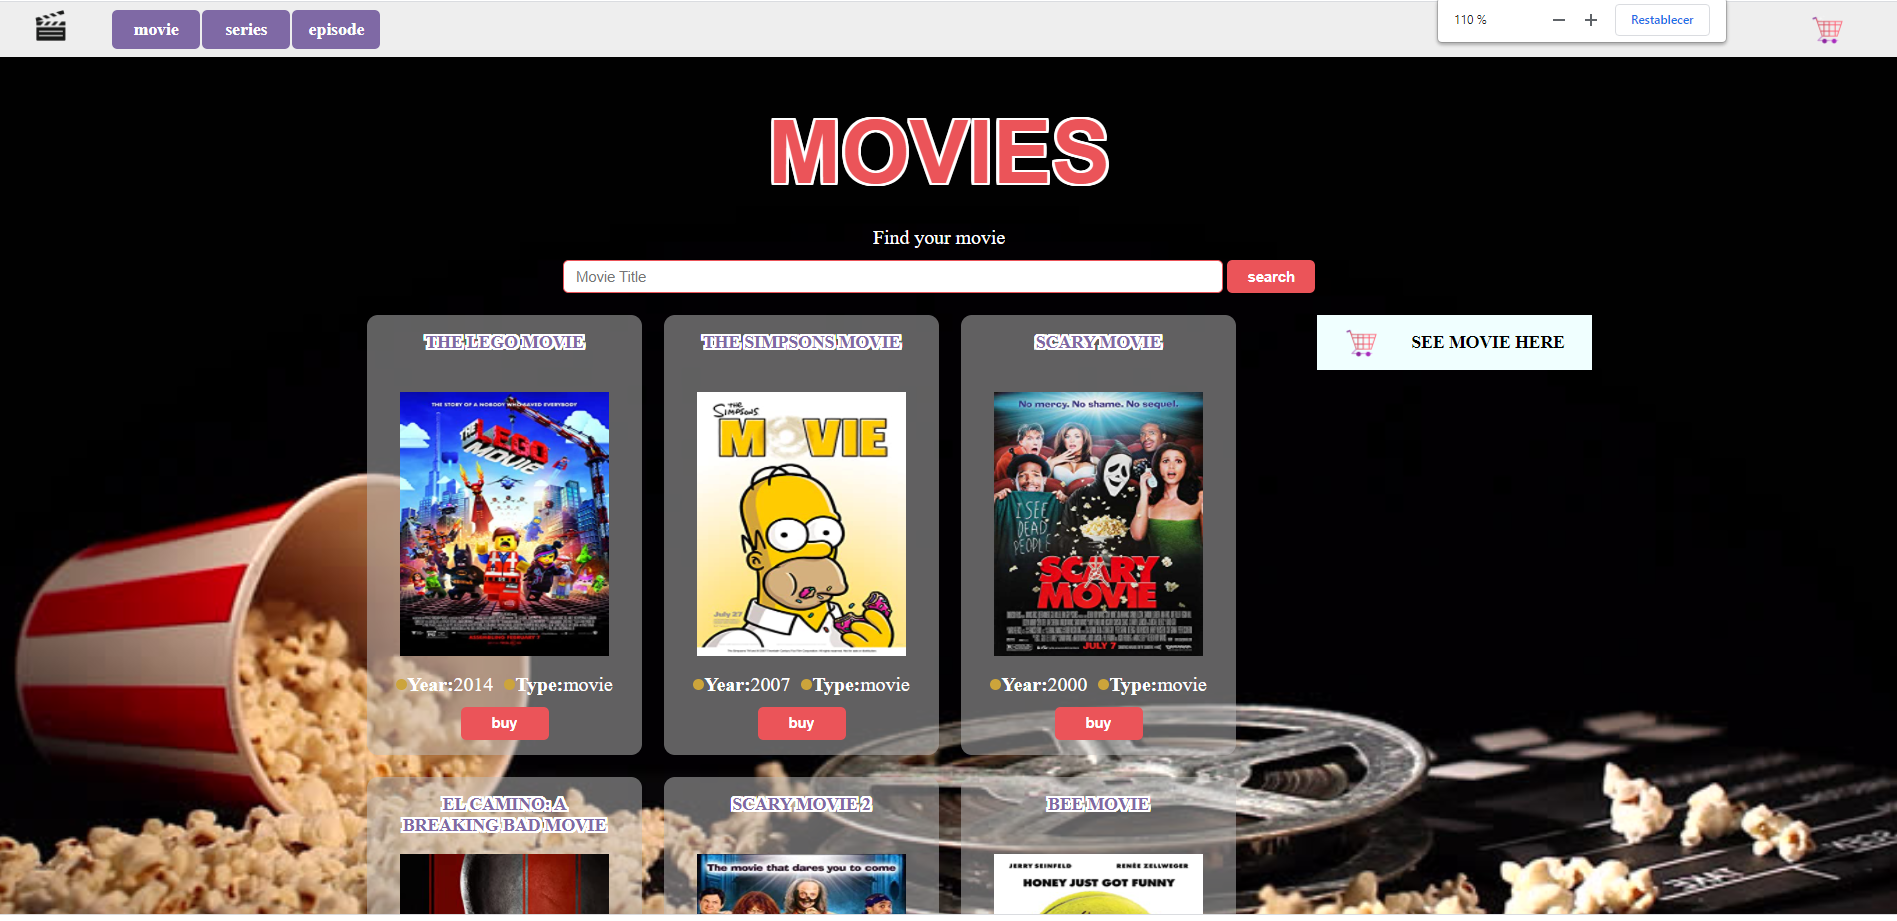 movie series episode
110 %
Restablecer
MOVIES
Find your movie
Movie Title
search
THE LEGO MOVIE
THE SIMPSONS MOVIE
SCARY MOVIE
SEE MOVIE HERE
THE STORY OF A NOBODY WHO SAVED EVERYBODY
THE LEGO MOVIE
ASSEMBLING FEBRUARY 7
THE SIMPSONS
MOVIE
July 27
No mercy. No shame. No sequel.
I SEE
DEAD
PEOPLE
SCARY
MOVIE
JULY 7
Year:2014 Type:movie
Year:2007 Type:movie
Year:2000 Type:movie
buy
buy
buy
EL CAMINO: A
BREAKING BAD MOVIE
SCARY MOVIE 2
BEE MOVIE
The movie that dares you to come
JERRY SEINFELD RENÉE ZELLWEGER
HONEY JUST GOT FUNNY